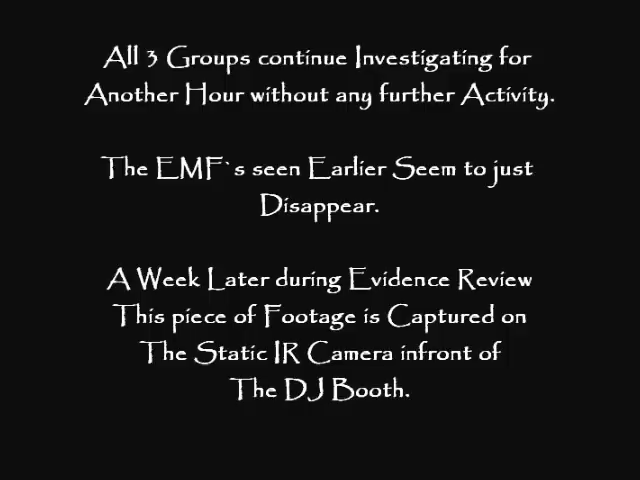 All 3 Groups continue Investigating for
Another Hour without any further Activity.
The EMF`s seen Earlier Seem to just
Disappear.
A Week Later during Evidence Review
This piece of Footage is Captured on
The Static IR Camera infront of
The DJ Booth.